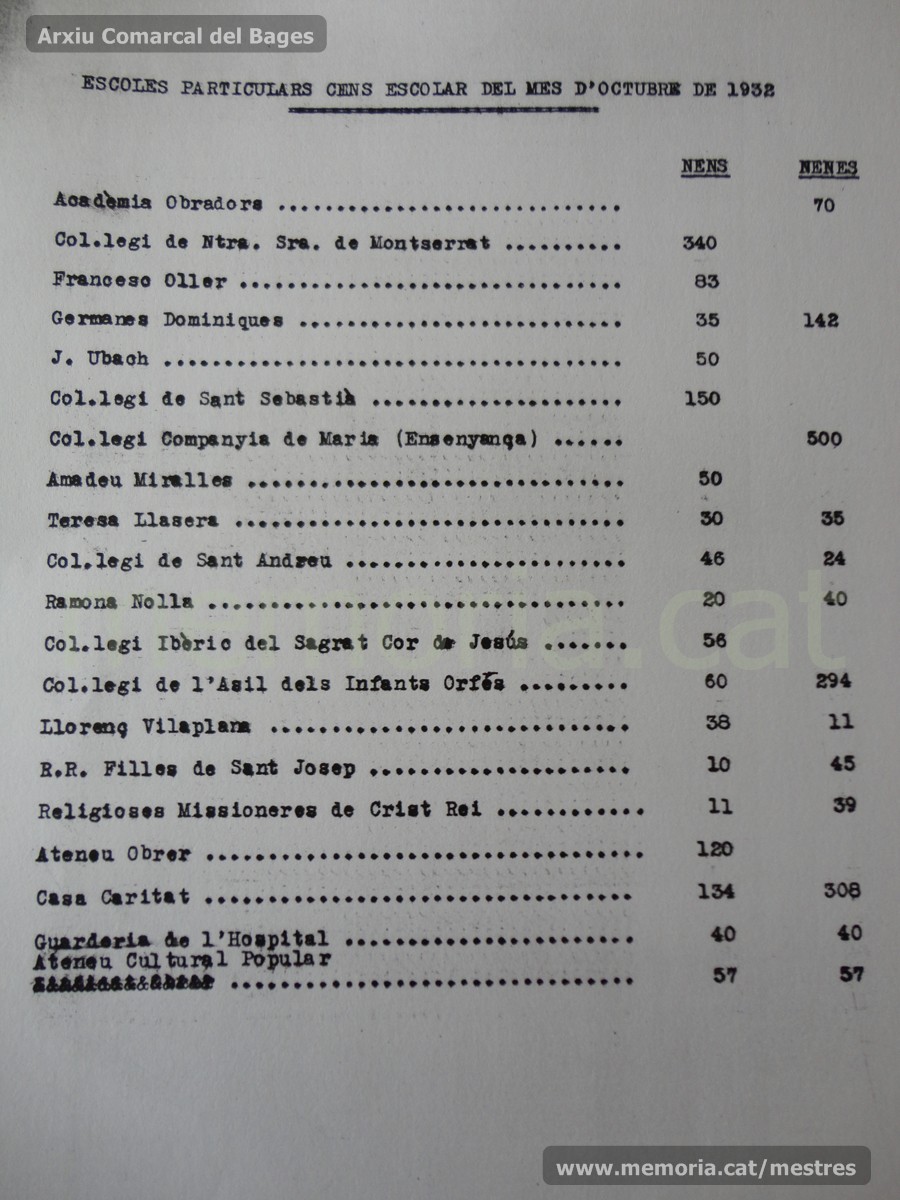 Arxiu Comarcal del Bages
ESCOLES PARTICULARS CENS ESCOLAR DEL MES D'OCTUBRE DE 1932
NENS NENES
Acadèmia Obradors ............................. 70
Col.legi de Ntra. Sra. de Montserrat .......... 340
Francesc Oller ................................. 83
Germanes Dominiques ............................ 35 142
J. Ubach ....................................... 50
Col.legi de Sant Sebastià ...................... 150
Col.legi Companyia de Maria (Ensenyança) ...... 500
Amadeu Miralles ................................ 50
Teresa Llasera ................................. 30 35
Col.legi de Sant Andreu ........................ 46 24
Ramona Nolla ................................... 20 40
Col.legi Ibèric del Sagrat Cor de Jesús ....... 56
Col.legi de l'Asil dels Infants Orfes ......... 60 294
Llorenç Vilaplana .............................. 38 11
R.R. Filles de Sant Josep ...................... 10 45
Religioses Missioneres de Crist Rei ............ 11 39
Ateneu Obrer ..................................... 120
Casa Caritat .................................... 134 308
Guarderia de l'Hospital ......................... 40 40
Ateneu Cultural Popular
.................................. 57 57
memoria.cat
www.memoria.cat/mestres